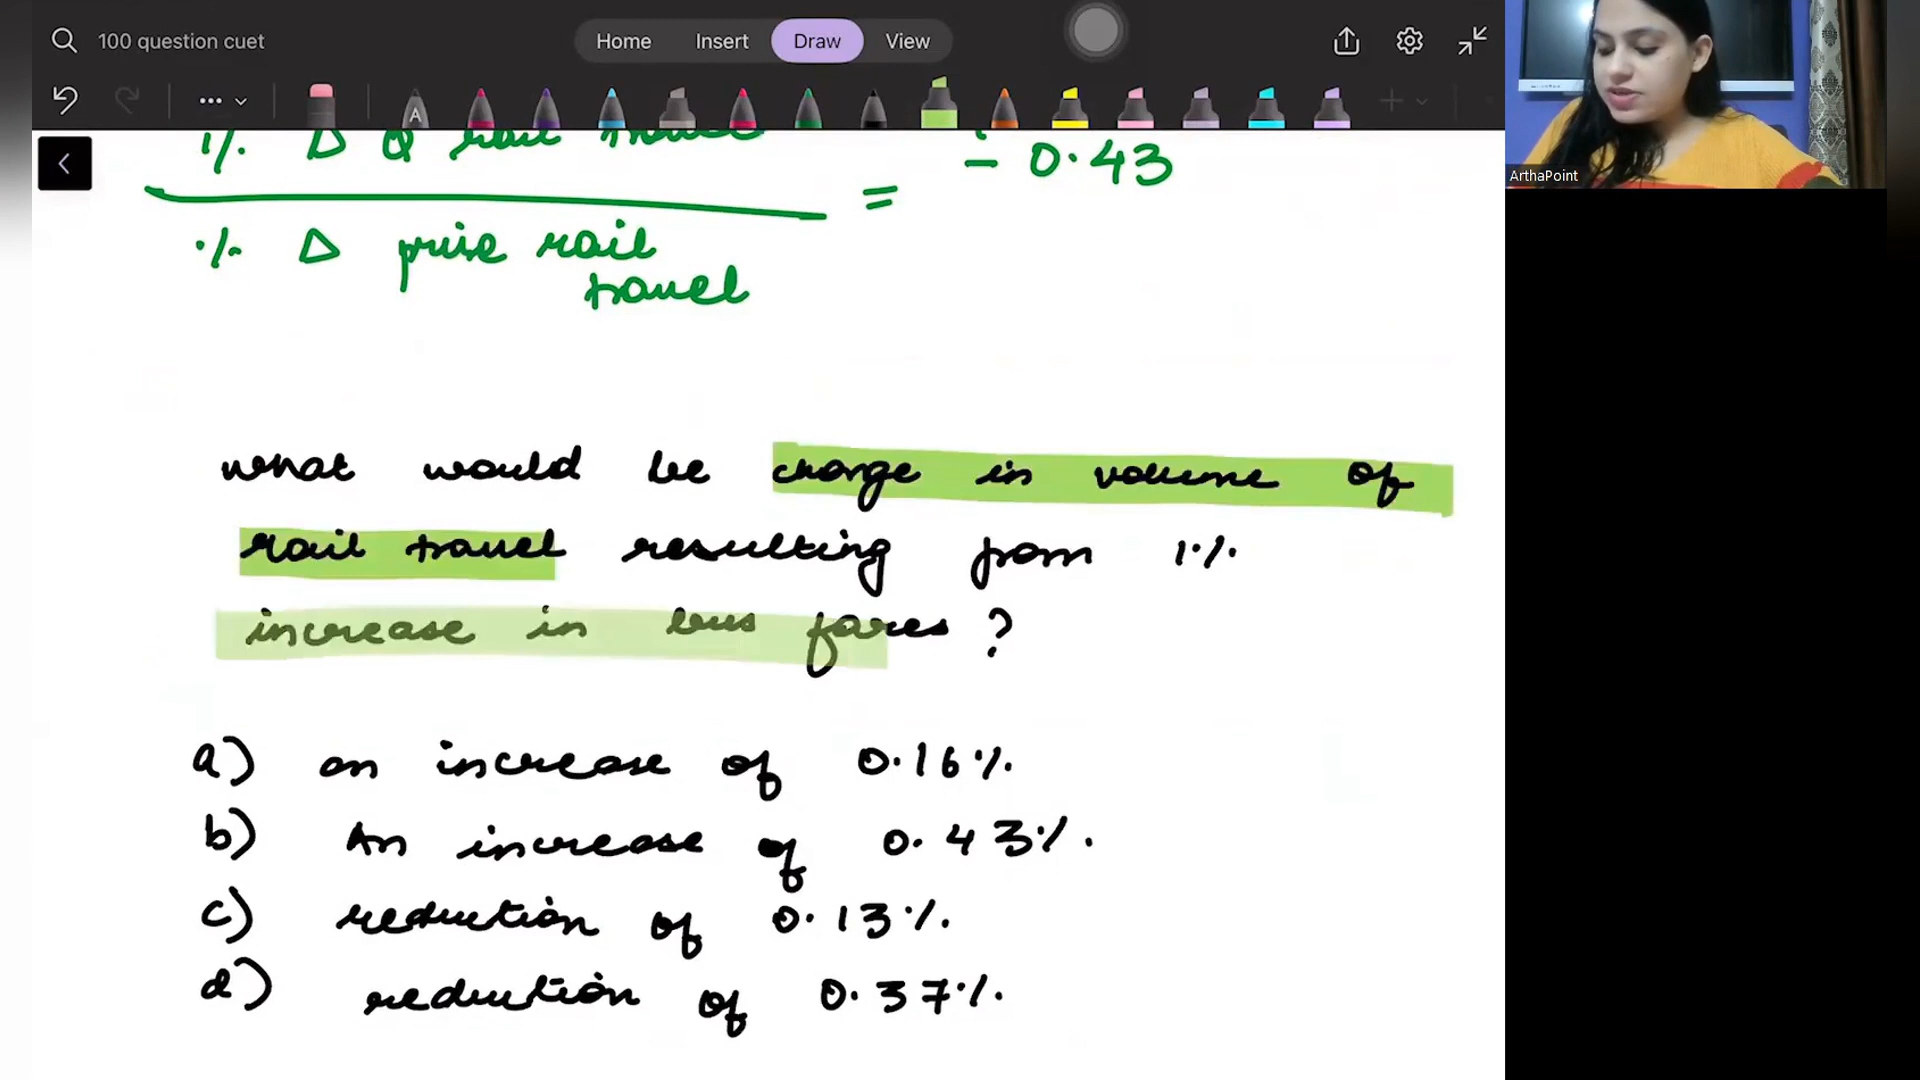 100 question cuet
Home Insert Draw View
A
% Δ Q rail travel
= - 0.43
% Δ price rail
travel
ArthaPoint
what would be change in volume of
rail travel resulting from 1%
increase in bus fares ?
a) an increase of 0.16%
b) An increase of 0.43%.
c) reduction of 0.13%.
d) reduction of 0.37%.